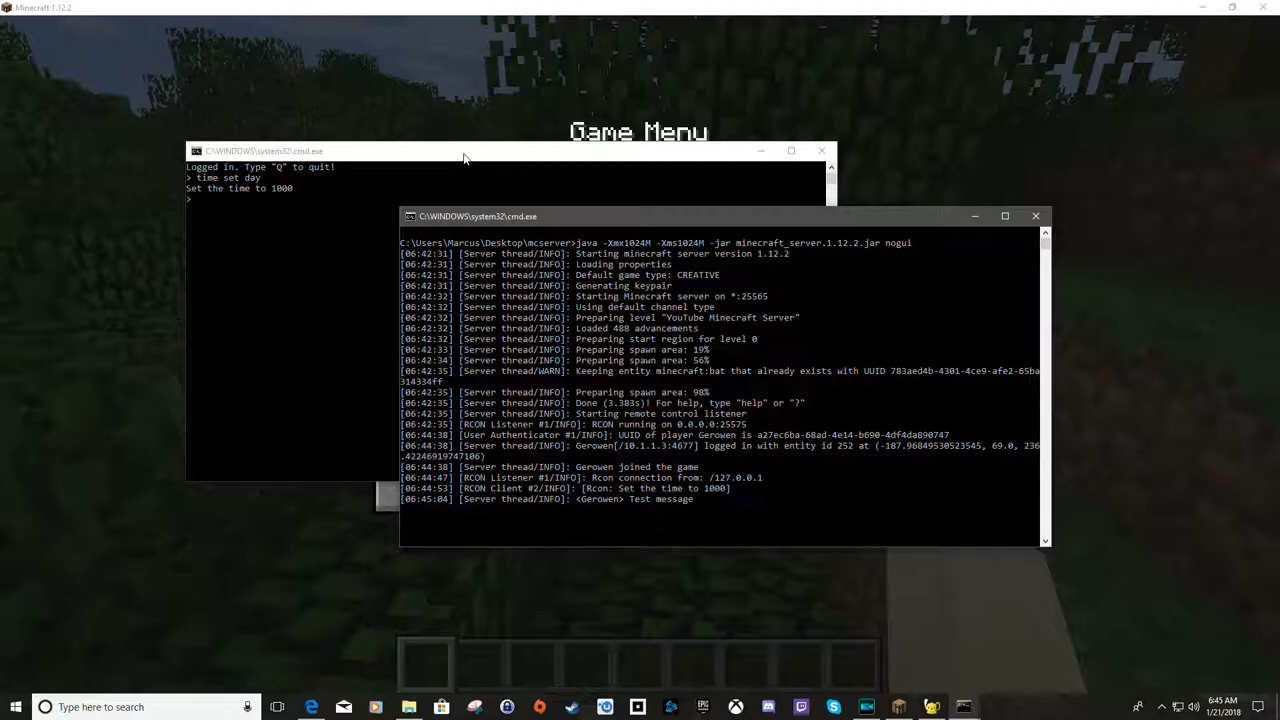 Minecraft 1.12.2
Game Menu
C:\WINDOWS\system32\cmd.exe
Logged in. Type "Q" to quit!
> time set day
Set the time to 1000
>
C:\WINDOWS\system32\cmd.exe
C:\Users\Marcus\Desktop\mcserver>java -Xmx1024M -Xms1024M -jar minecraft_server.1.12.2.jar nogui
[06:42:31] [Server thread/INFO]: Starting minecraft server version 1.12.2
[06:42:31] [Server thread/INFO]: Loading properties
[06:42:31] [Server thread/INFO]: Default game type: CREATIVE
[06:42:31] [Server thread/INFO]: Generating keypair
[06:42:32] [Server thread/INFO]: Starting Minecraft server on *:25565
[06:42:32] [Server thread/INFO]: Using default channel type
[06:42:32] [Server thread/INFO]: Preparing level "YouTube Minecraft Server"
[06:42:32] [Server thread/INFO]: Loaded 488 advancements
[06:42:32] [Server thread/INFO]: Preparing start region for level 0
[06:42:33] [Server thread/INFO]: Preparing spawn area: 19%
[06:42:34] [Server thread/INFO]: Preparing spawn area: 56%
[06:42:35] [Server thread/WARN]: Keeping entity minecraft:bat that already exists with UUID 783aed4b-4301-4ce9-afe2-65ba
314334ff
[06:42:35] [Server thread/INFO]: Preparing spawn area: 98%
[06:42:35] [Server thread/INFO]: Done (3.383s)! For help, type "help" or "?"
[06:42:35] [Server thread/INFO]: Starting remote control listener
[06:42:35] [RCON Listener #1/INFO]: RCON running on 0.0.0.0:25575
[06:44:38] [User Authenticator #1/INFO]: UUID of player Gerowen is a27ec6ba-68ad-4e14-b690-4df4da890747
[06:44:38] [Server thread/INFO]: Gerowen[/10.1.1.3:4677] logged in with entity id 252 at (-187.96849530523545, 69.0, 236
.42246919747106)
[06:44:38] [Server thread/INFO]: Gerowen joined the game
[06:44:47] [RCON Listener #1/INFO]: Rcon connection from: /127.0.0.1
[06:44:53] [RCON Client #2/INFO]: [Rcon: Set the time to 1000]
[06:45:04] [Server thread/INFO]: <Gerowen> Test message
Type here to search
6:45 AM
1/21/2018